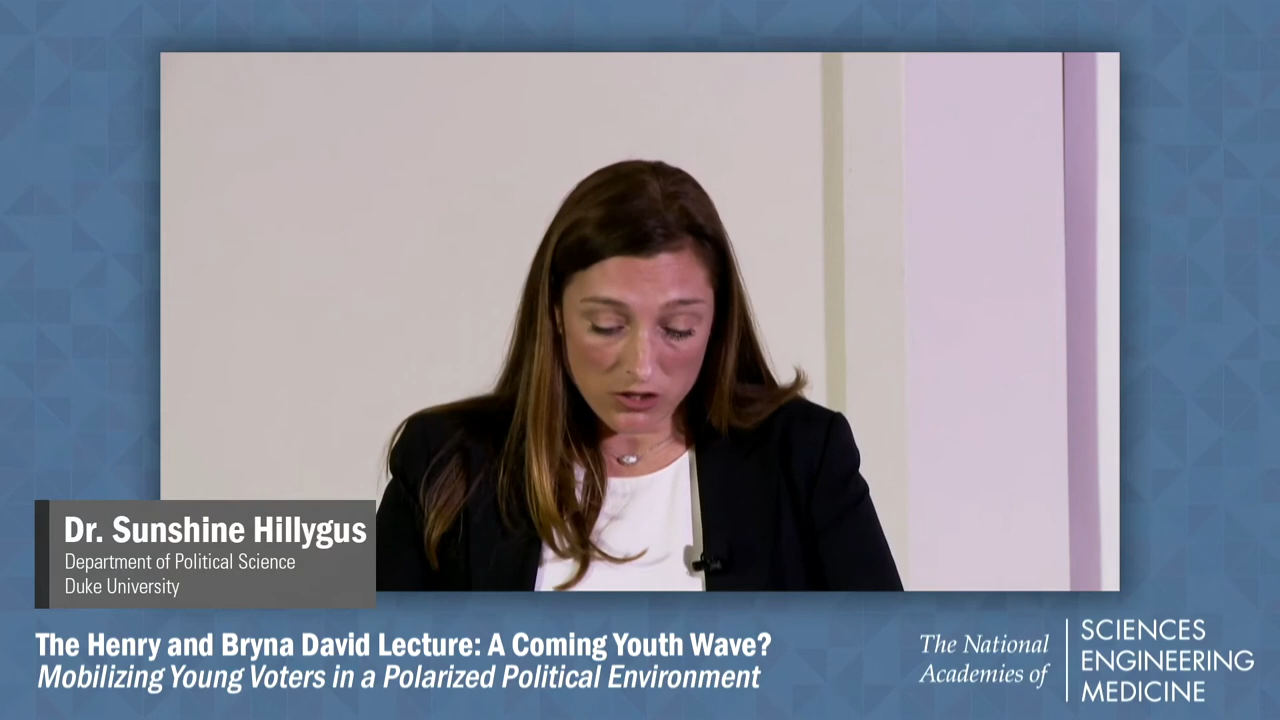 Dr. Sunshine Hillygus
Department of Political Science
Duke University
The Henry and Bryna David Lecture: A Coming Youth Wave?
Mobilizing Young Voters in a Polarized Political Environment
The National
Academies of
SCIENCES
ENGINEERING
MEDICINE